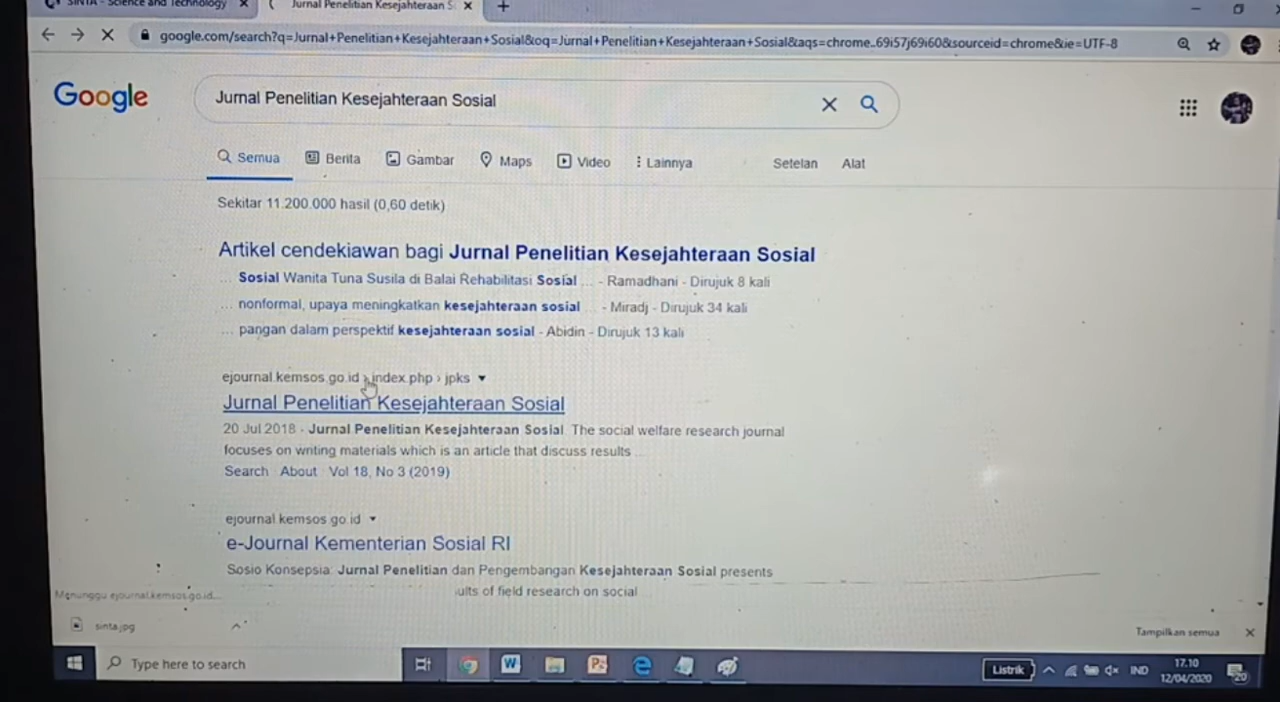 SINTA - Science and Technology
Jurnal Penelitian Kesejahteraan S
google.com/search?q=Jurnal+Penelitian+Kesejahteraan+Sosial&oq=Jurnal+Penelitian+Kesejahteraan+Sosial&aqs=chrome..69i57j69i60&sourceid=chrome&ie=UTF-8
Google
Jurnal Penelitian Kesejahteraan Sosial
Semua Berita Gambar Maps Video Lainnya Setelan Alat
Sekitar 11.200.000 hasil (0,60 detik)
Artikel cendekiawan bagi Jurnal Penelitian Kesejahteraan Sosial
... Sosial Wanita Tuna Susila di Balai Rehabilitasi Sosial ... - Ramadhani - Dirujuk 8 kali
... nonformal, upaya meningkatkan kesejahteraan sosial ... - Miradj - Dirujuk 34 kali
... pangan dalam perspektif kesejahteraan sosial - Abidin - Dirujuk 13 kali
ejournal.kemsos.go.id › index.php › jpks
Jurnal Penelitian Kesejahteraan Sosial
20 Jul 2018 - Jurnal Penelitian Kesejahteraan Sosial. The social welfare research journal
focuses on writing materials which is an article that discuss results ...
Search · About · Vol 18, No 3 (2019)
ejournal.kemsos.go.id
e-Journal Kementerian Sosial RI
Sosio Konsepsia: Jurnal Penelitian dan Pengembangan Kesejahteraan Sosial presents
ults of field research on social
Menunggu ejournal.kemsos.go.id...
sinta.jpg
Tampilkan semua
Type here to search
W
P
Listrik
IND
17.10
12/04/2020
20